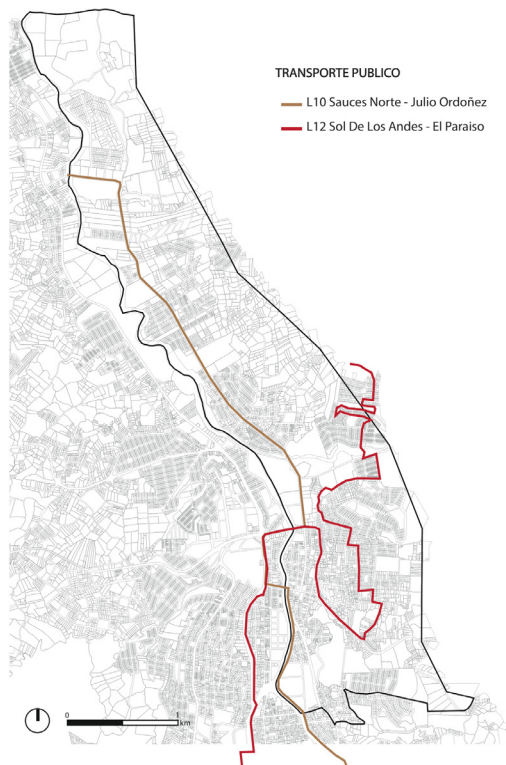 TRANSPORTE PUBLICO
L10 Sauces Norte - Julio Ordoñez
L12 Sol De Los Andes - El Paraiso
0 1
km